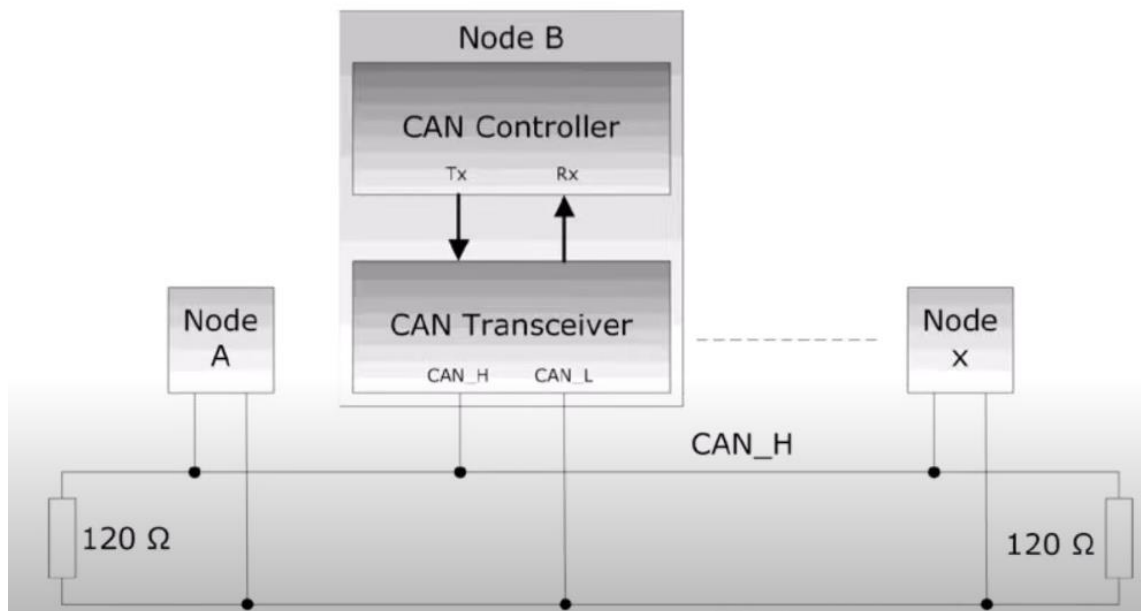 Node B
CAN Controller
Tx Rx
Node
A
CAN Transceiver
CAN_H CAN_L
Node
x
CAN_H
120 Ω
120 Ω